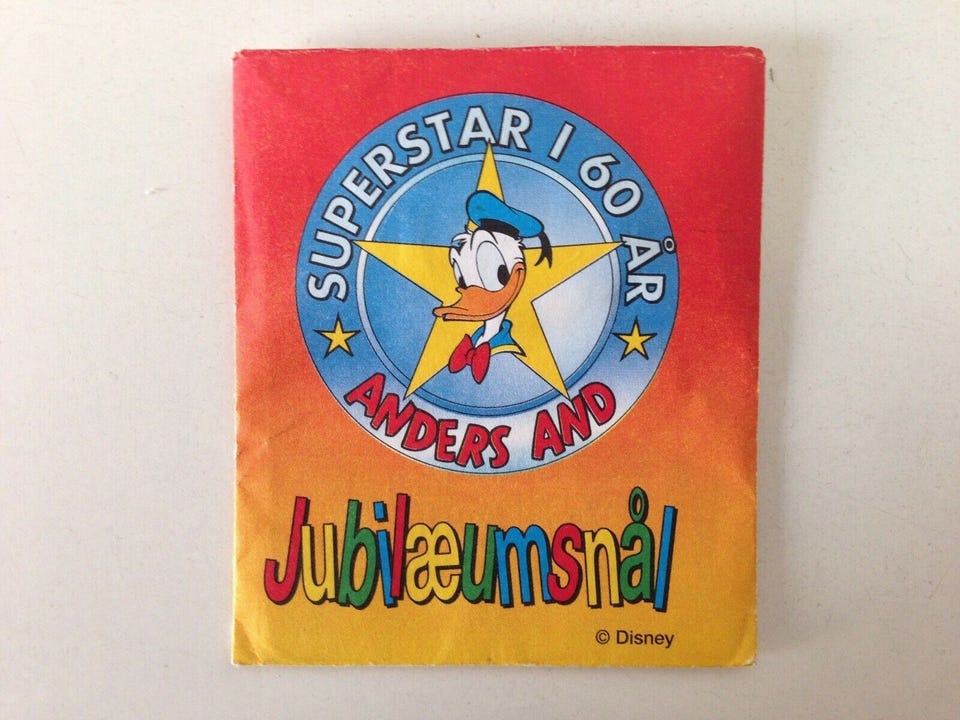 SUPERSTAR I 60 ÅR
ANDERS AND
Jubilæumsnål
© Disney